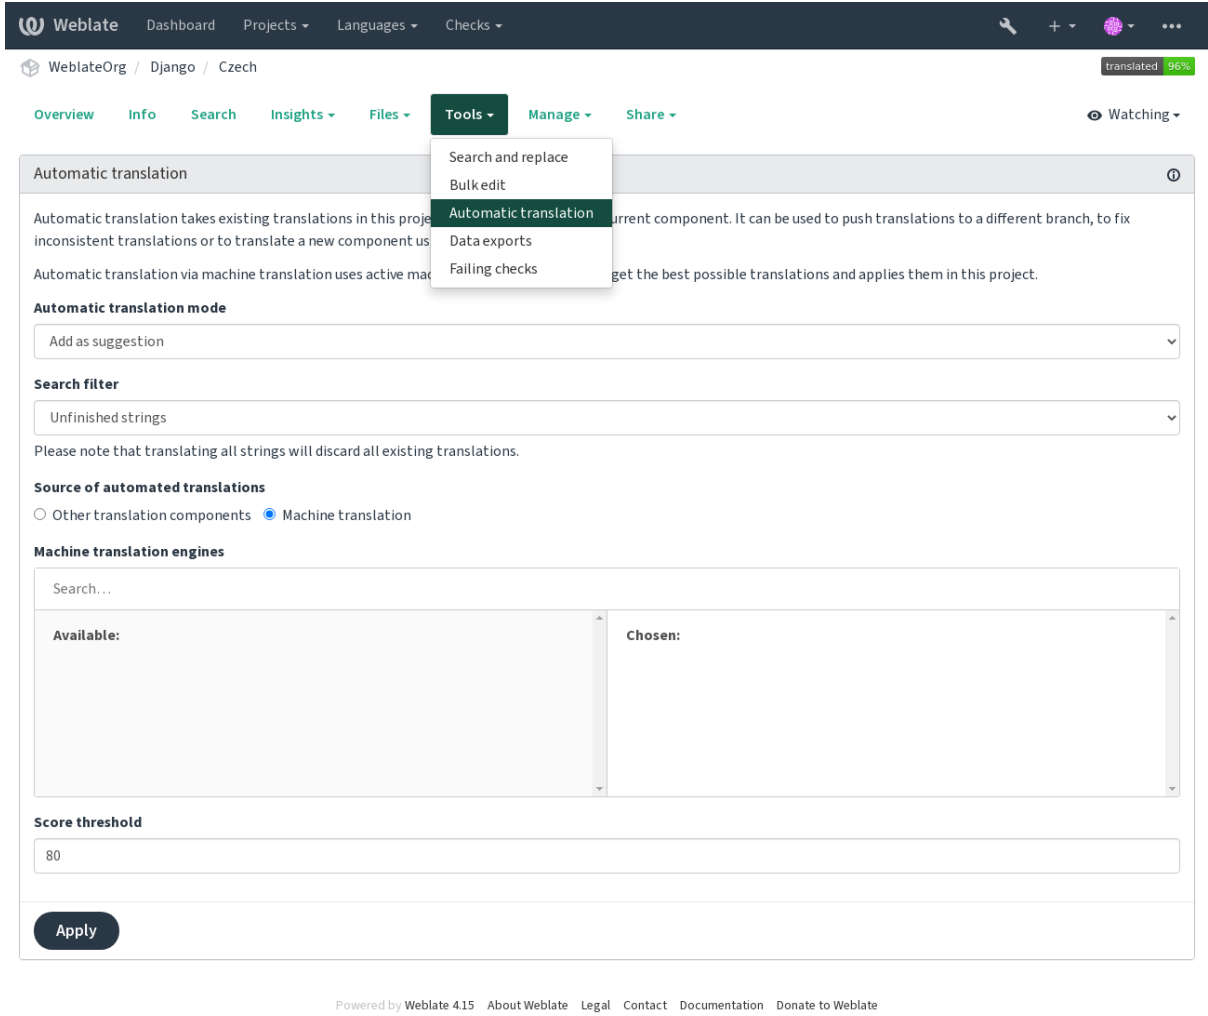 Weblate Dashboard Projects Languages Checks
WeblateOrg / Django / Czech translated 96%
Overview Info Search Insights Files Tools Manage Share Watching
Search and replace
Bulk edit
Automatic translation
Data exports
Failing checks
Automatic translation
Automatic translation takes existing translations in this proje urrent component. It can be used to push translations to a different branch, to fix
inconsistent translations or to translate a new component us
Automatic translation via machine translation uses active mac get the best possible translations and applies them in this project.
Automatic translation mode
Add as suggestion
Search filter
Unfinished strings
Please note that translating all strings will discard all existing translations.
Source of automated translations
Other translation components Machine translation
Machine translation engines
Search…
Available: Chosen:
Score threshold
80
Apply
Powered by Weblate 4.15 About Weblate Legal Contact Documentation Donate to Weblate